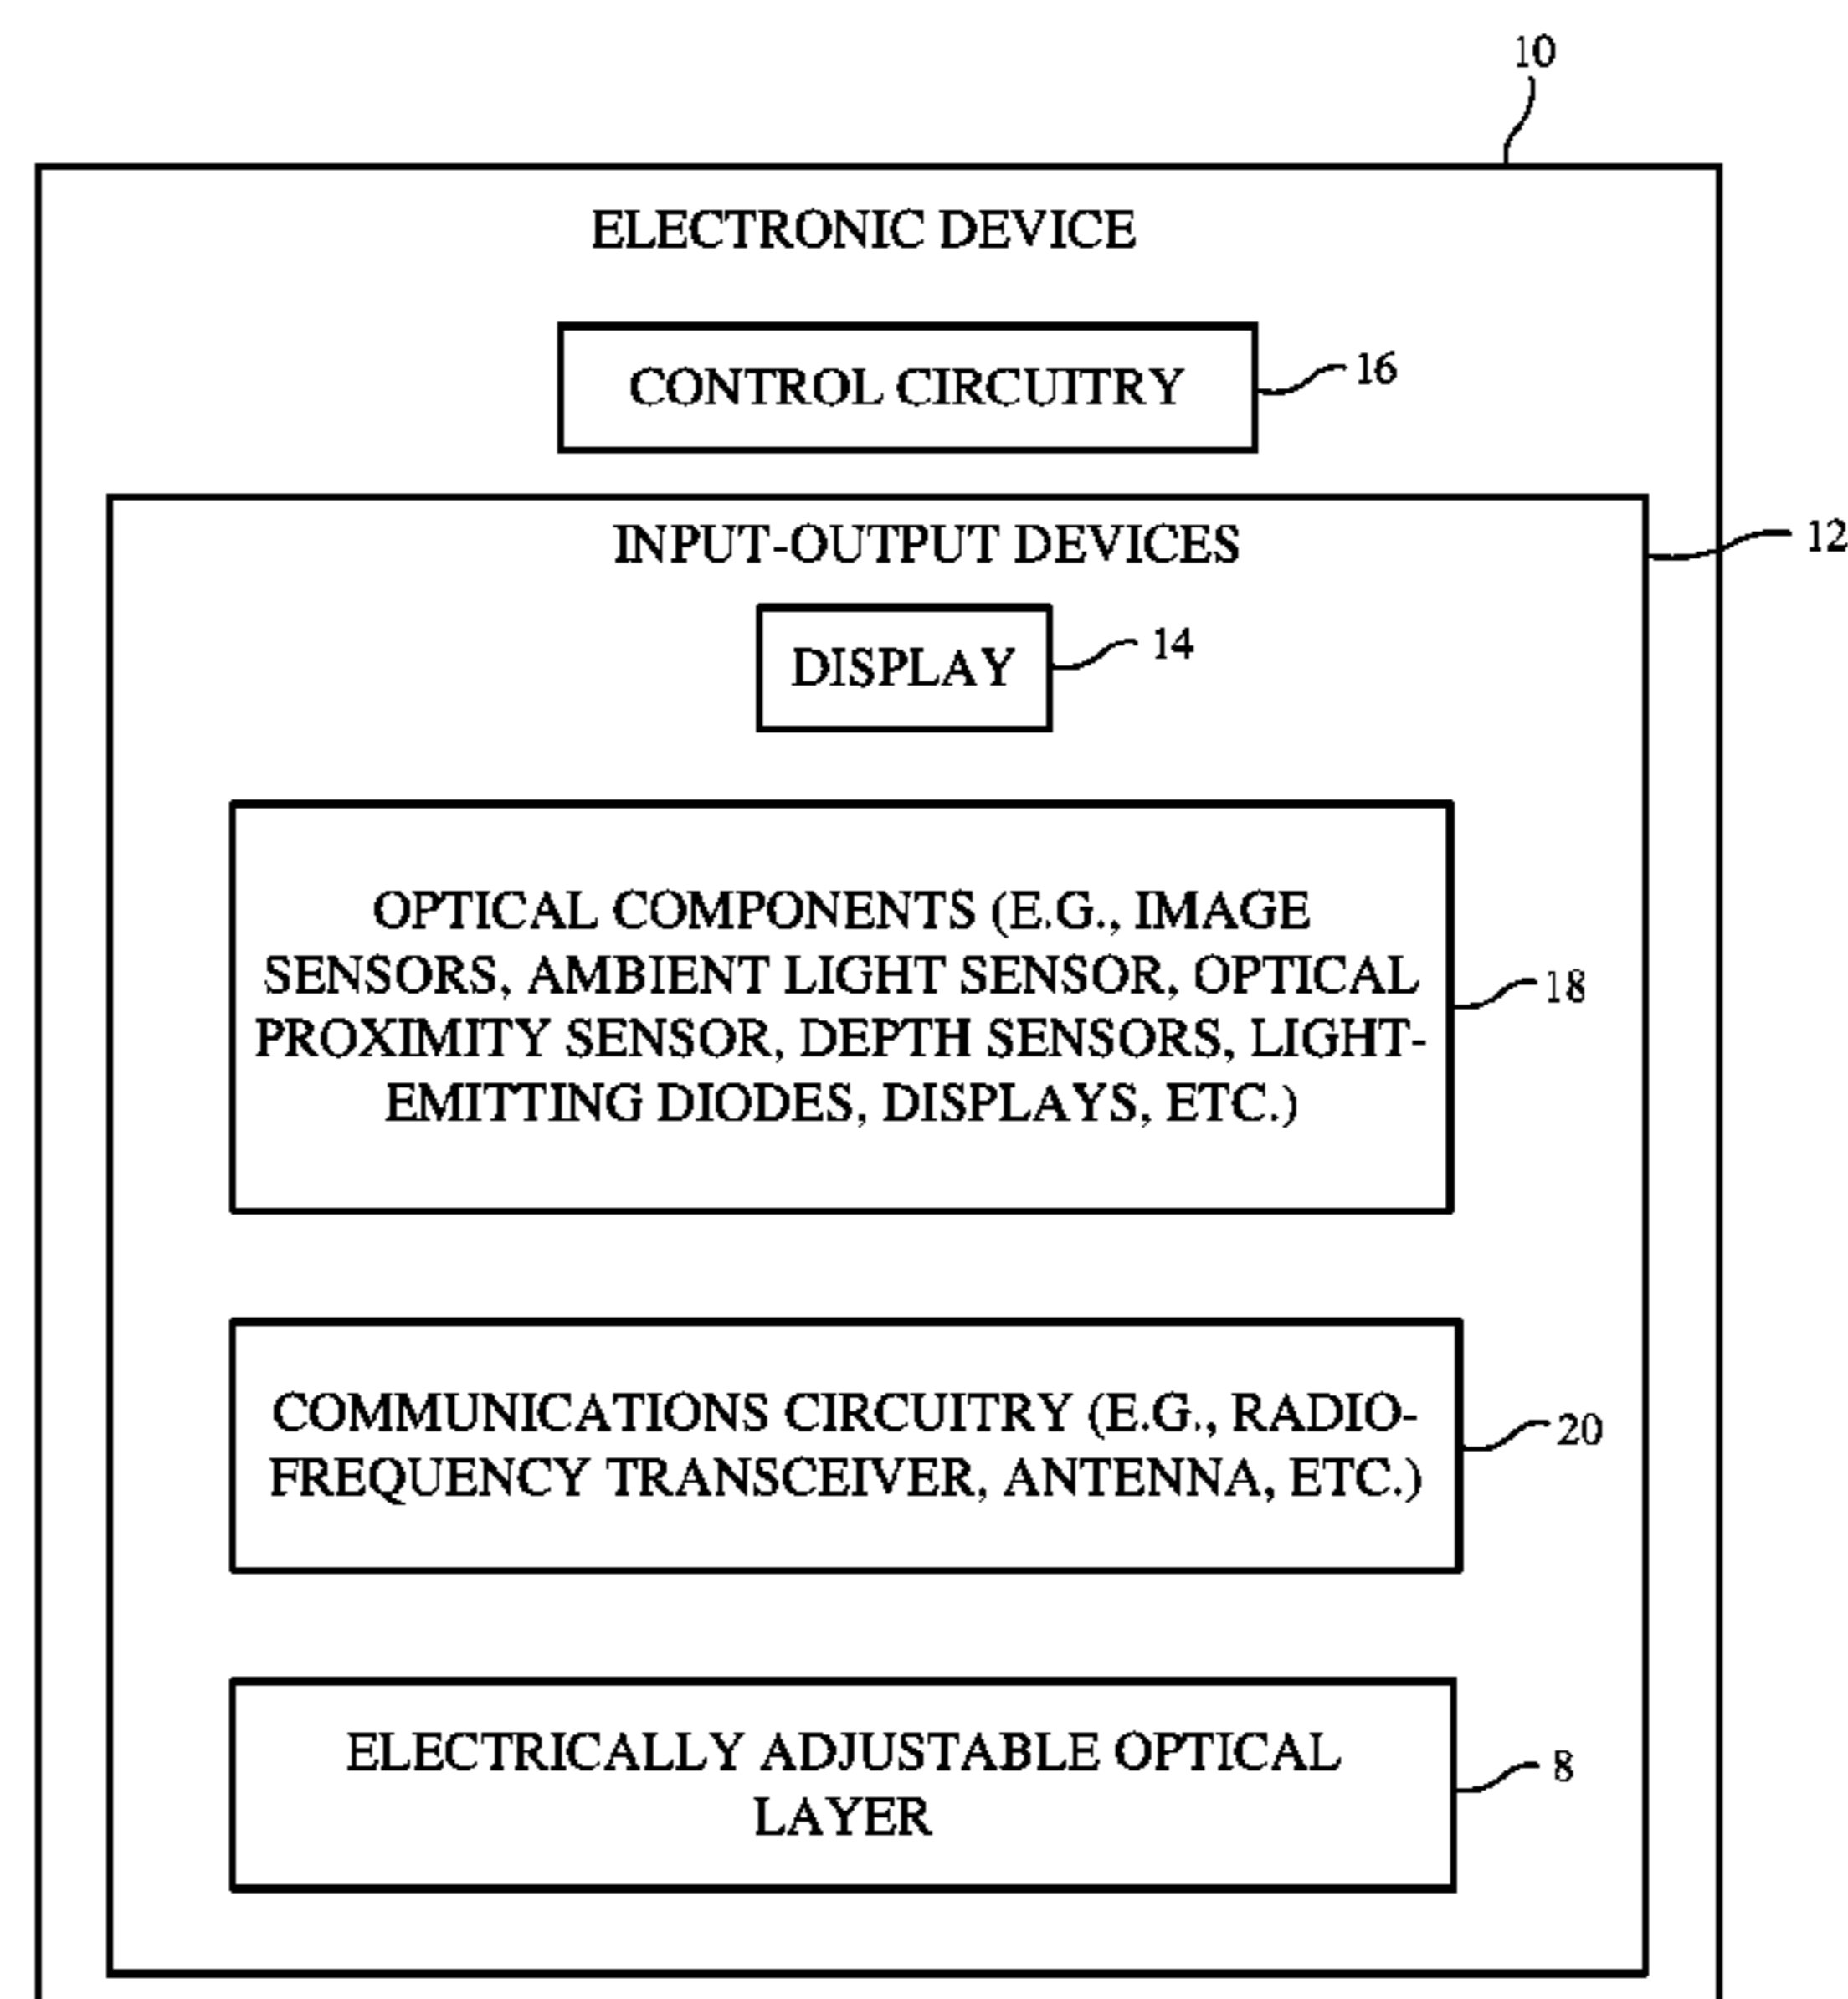 10
ELECTRONIC DEVICE
CONTROL CIRCUITRY
16
INPUT-OUTPUT DEVICES
12
DISPLAY
14
OPTICAL COMPONENTS (E.G., IMAGE
SENSORS, AMBIENT LIGHT SENSOR, OPTICAL
PROXIMITY SENSOR, DEPTH SENSORS, LIGHT-
EMITTING DIODES, DISPLAYS, ETC.)
18
COMMUNICATIONS CIRCUITRY (E.G., RADIO-
FREQUENCY TRANSCEIVER, ANTENNA, ETC.)
20
ELECTRICALLY ADJUSTABLE OPTICAL
LAYER
8